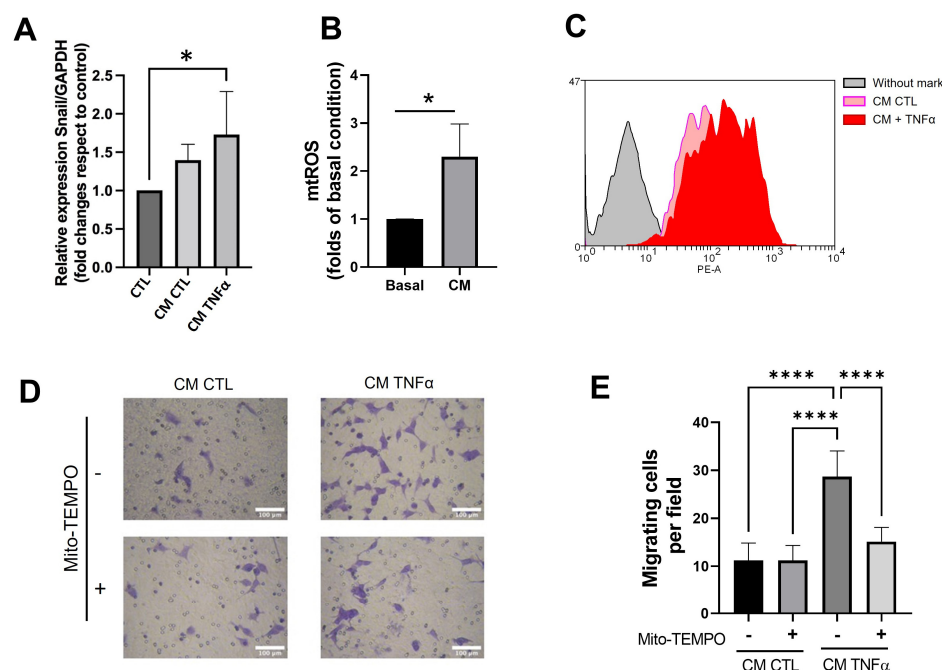 A
Relative expression Snail/GAPDH
(fold changes respect to control)
2.5
2.0
1.5
1.0
0.5
0.0
*
CTL
CM CTL
CM TNFα
B
mtROS
(folds of basal condition)
4
3
2
1
0
*
Basal
CM
C
47
0
10^0
10^1
10^2
10^3
10^4
PE-A
Without mark
CM CTL
CM + TNFα
D
CM CTL
CM TNFα
Mito-TEMPO
-
+
100 µm
100 µm
100 µm
100 µm
E
Migrating cells
per field
40
30
20
10
0
**** ****
****
Mito-TEMPO - + - +
CM CTL CM TNFα